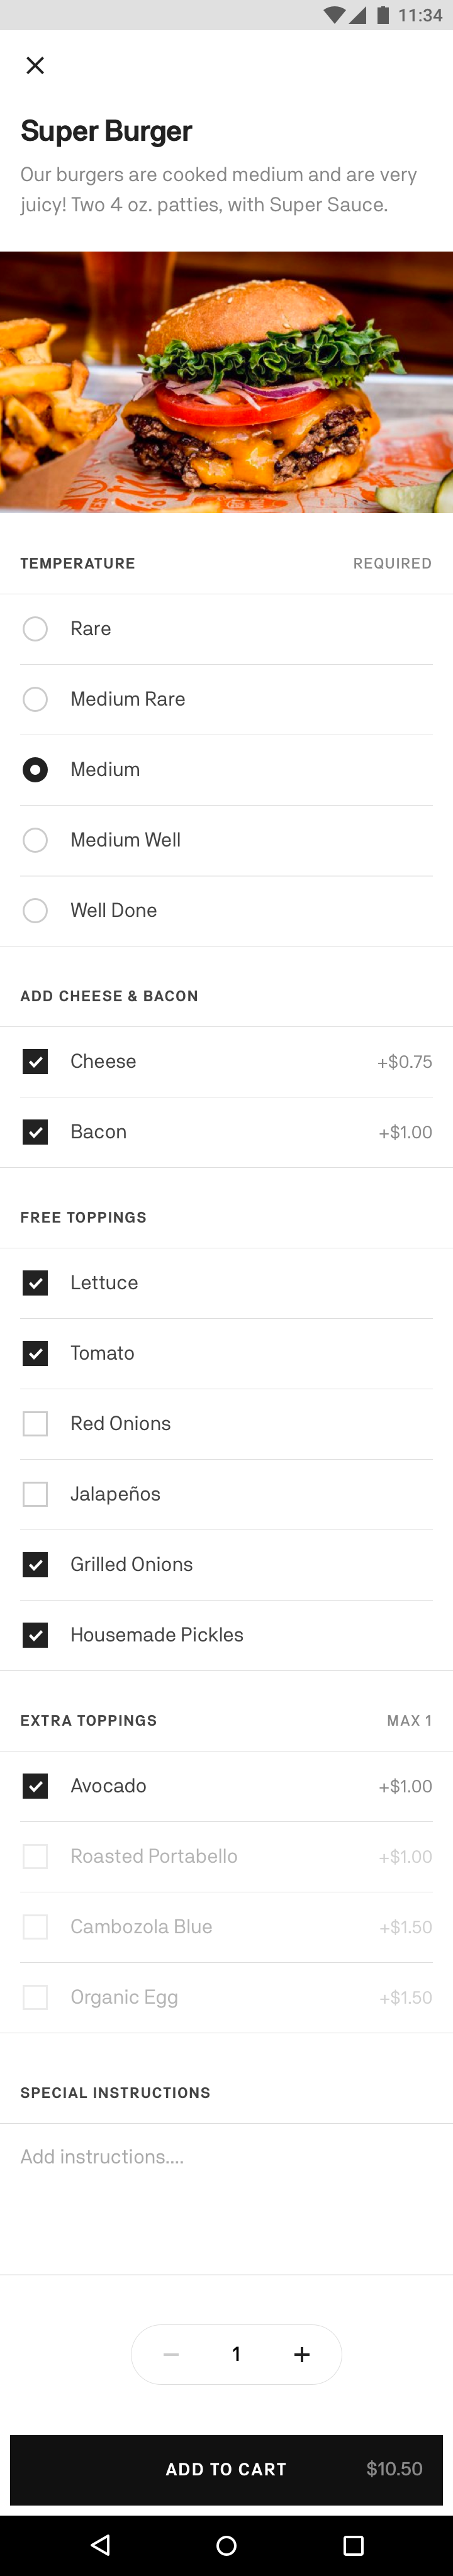 11:34
Super Burger
Our burgers are cooked medium and are very
juicy! Two 4 oz. patties, with Super Sauce.
TEMPERATURE REQUIRED
Rare
Medium Rare
Medium
Medium Well
Well Done
ADD CHEESE & BACON
Cheese +$0.75
Bacon +$1.00
FREE TOPPINGS
Lettuce
Tomato
Red Onions
Jalapeños
Grilled Onions
Housemade Pickles
EXTRA TOPPINGS MAX 1
Avocado +$1.00
Roasted Portabello +$1.00
Cambozola Blue +$1.50
Organic Egg +$1.50
SPECIAL INSTRUCTIONS
Add instructions....
1
ADD TO CART $10.50